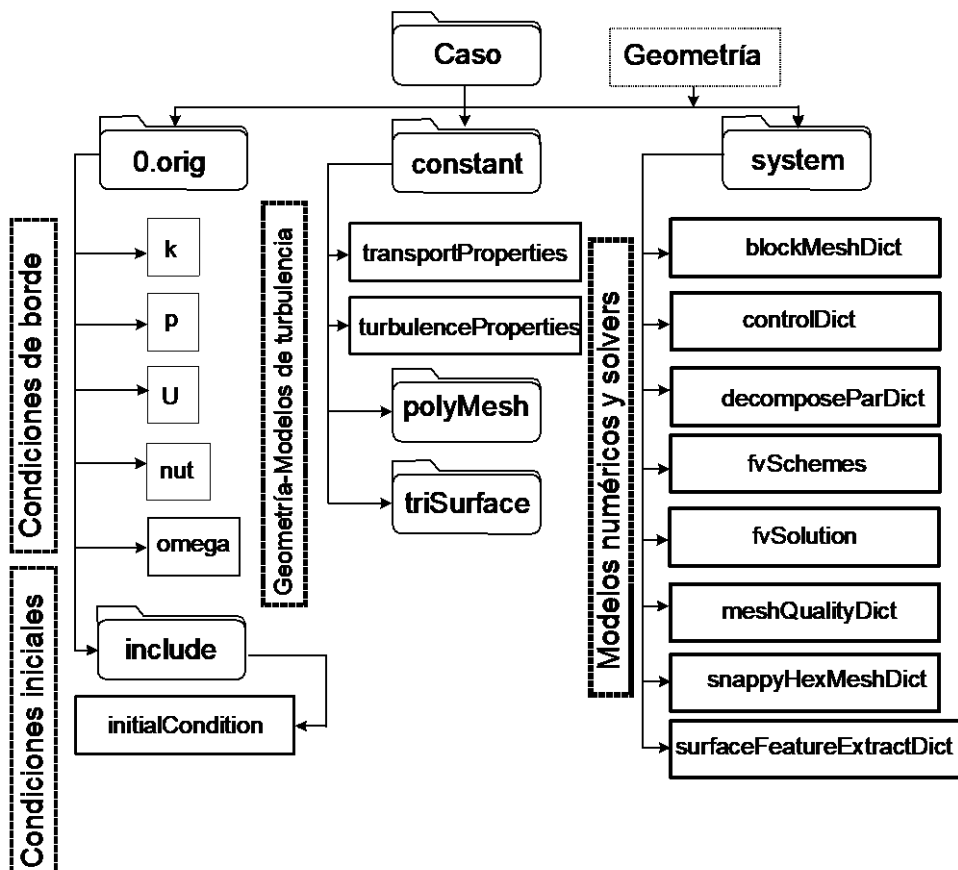 Caso
Geometría
0.orig
constant
system
Condiciones de borde
k
p
U
nut
omega
Condiciones iniciales
include
initialCondition
Geometría-Modelos de turbulencia
transportProperties
turbulenceProperties
polyMesh
triSurface
Modelos numéricos y solvers
blockMeshDict
controlDict
decomposeParDict
fvSchemes
fvSolution
meshQualityDict
snappyHexMeshDict
surfaceFeatureExtractDict